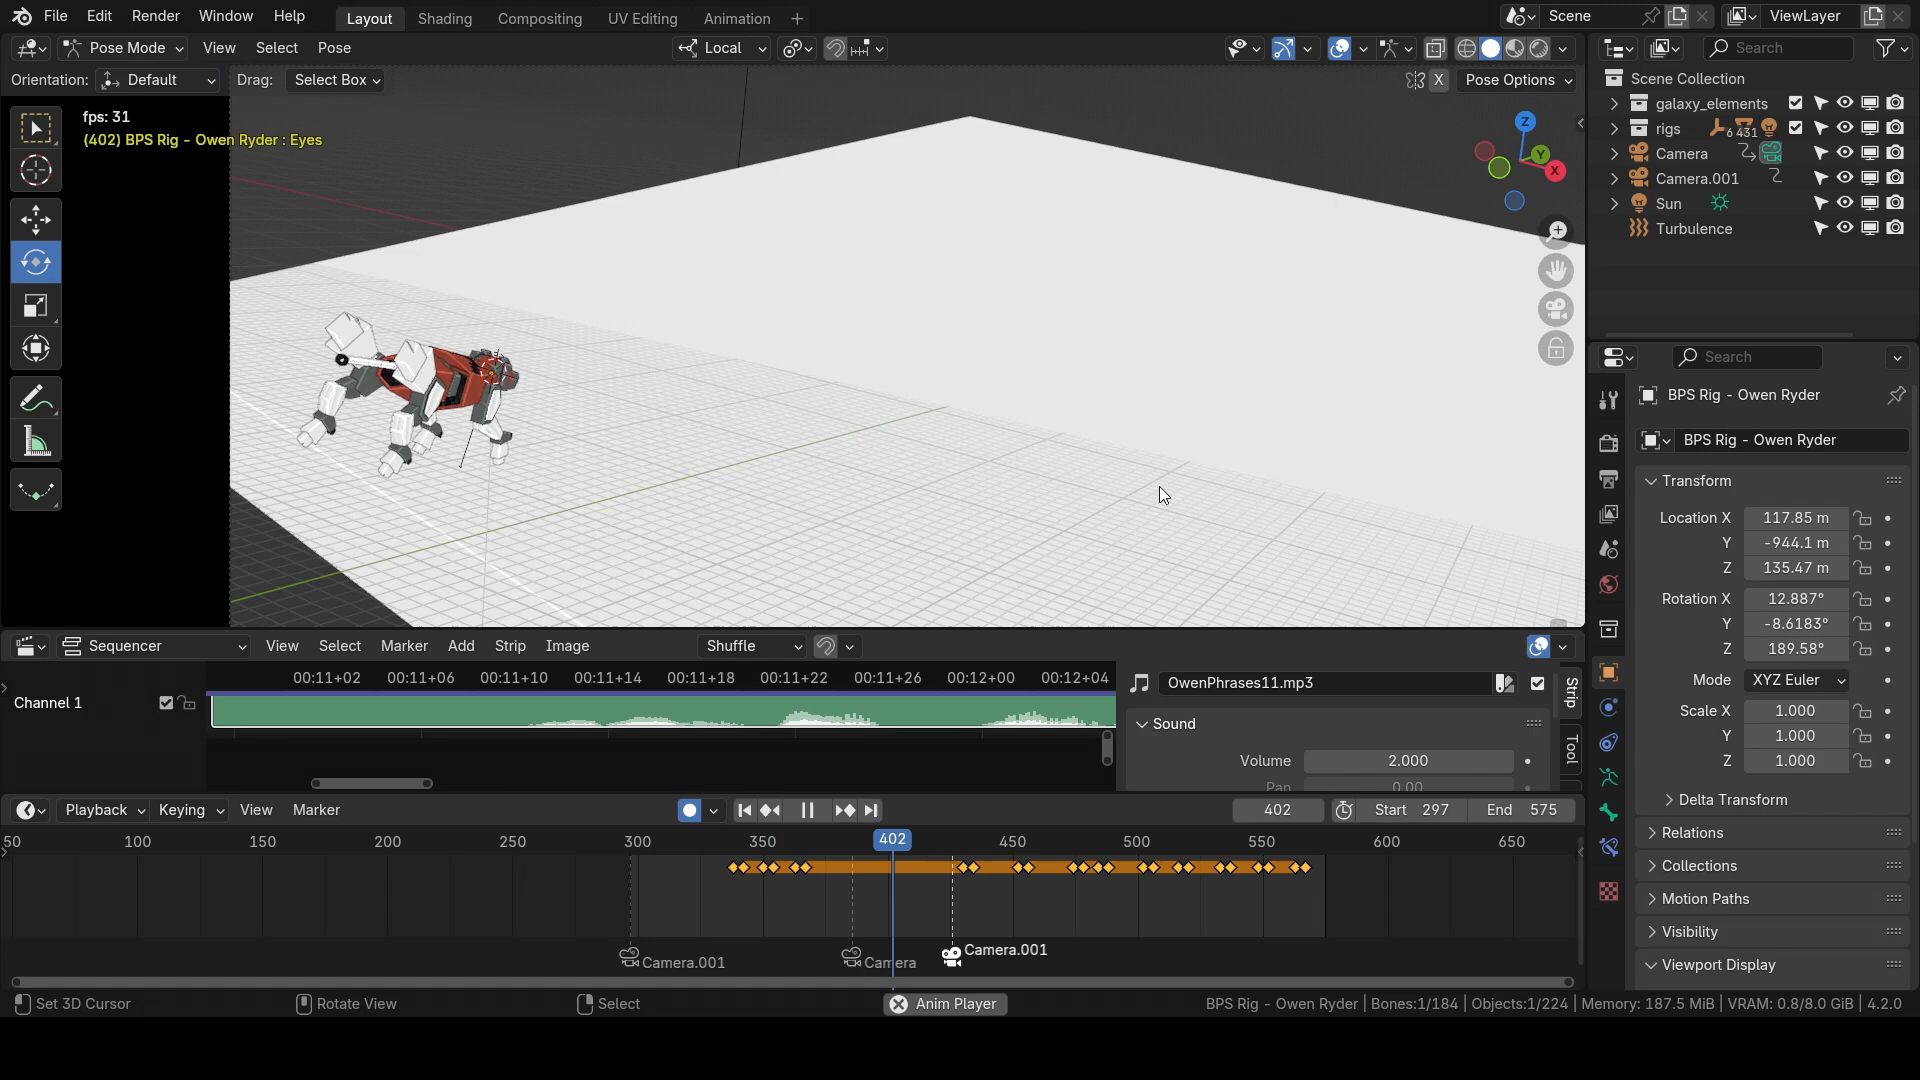 File Edit Render Window Help Layout Shading Compositing UV Editing Animation + Scene ViewLayer
Pose Mode View Select Pose Local Search
Orientation: Default Drag: Select Box X Pose Options
fps: 31
(402) BPS Rig - Owen Ryder : Eyes
Z
Y
X
Scene Collection
galaxy_elements
rigs 6 431
Camera
Camera.001
Sun
Turbulence
Search
BPS Rig - Owen Ryder
BPS Rig - Owen Ryder
Transform
Location X 117.85 m
Y -944.1 m
Z 135.47 m
Rotation X 12.887°
Y -8.6183°
Z 189.58°
Mode XYZ Euler
Scale X 1.000
Y 1.000
Z 1.000
Delta Transform
Relations
Collections
Motion Paths
Visibility
Viewport Display
Sequencer View Select Marker Add Strip Image Shuffle
00:11+02 00:11+06 00:11+10 00:11+14 00:11+18 00:11+22 00:11+26 00:12+00 00:12+04
Channel 1
OwenPhrases11.mp3
Sound
Volume 2.000
Pan 0.00
Strip
Tool
Playback Keying View Marker 402 Start 297 End 575
50 100 150 200 250 300 350 402 450 500 550 600 650
Camera.001 Camera Camera.001
Set 3D Cursor Rotate View Select Anim Player BPS Rig - Owen Ryder | Bones:1/184 | Objects:1/224 | Memory: 187.5 MiB | VRAM: 0.8/8.0 GiB | 4.2.0